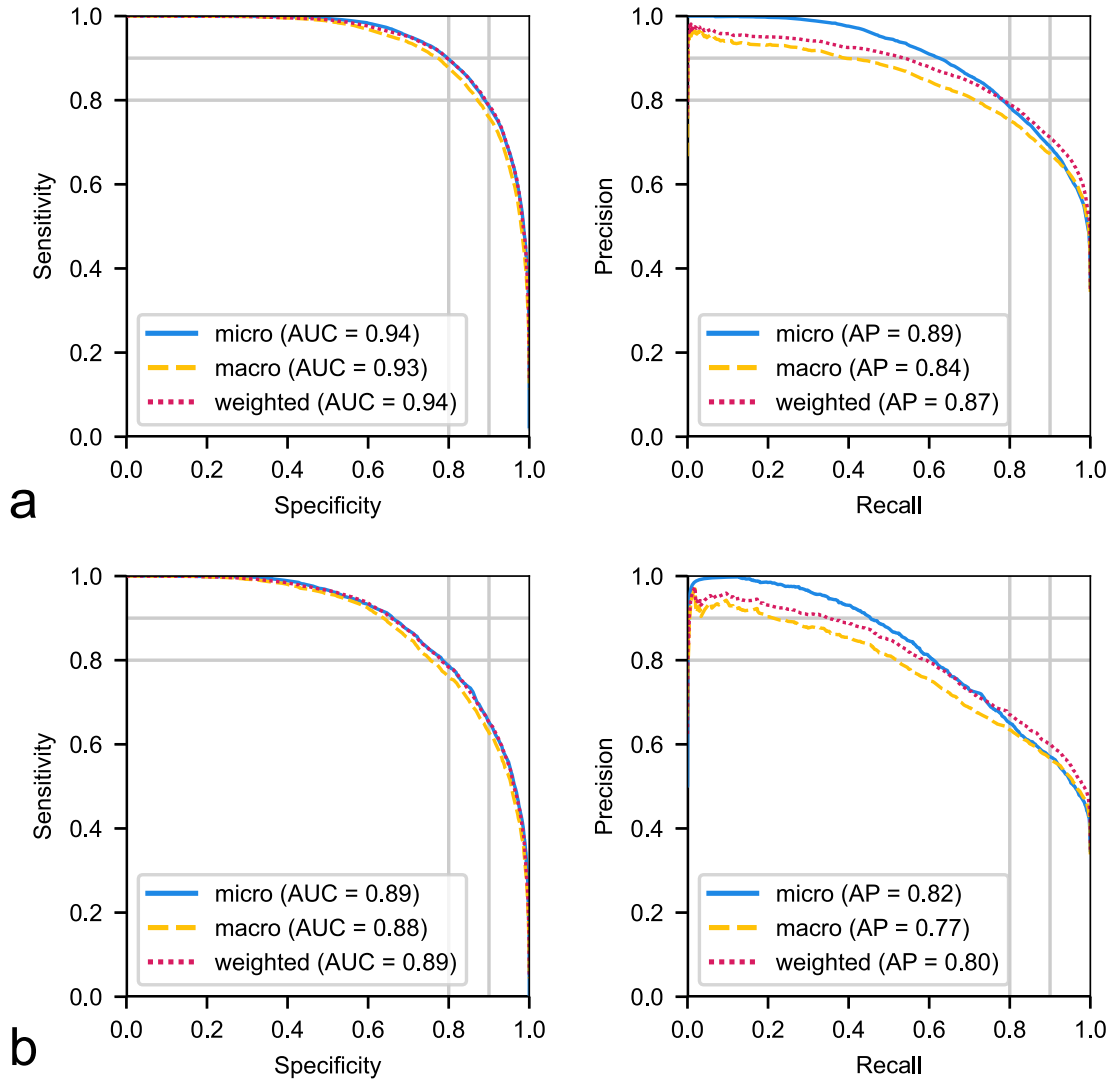 1.0
0.8
0.6
0.4
0.2
0.0
Sensitivity
micro (AUC = 0.94)
macro (AUC = 0.93)
weighted (AUC = 0.94)
0.0 0.2 0.4 0.6 0.8 1.0
Specificity
1.0
0.8
0.6
0.4
0.2
0.0
Precision
micro (AP = 0.89)
macro (AP = 0.84)
weighted (AP = 0.87)
0.0 0.2 0.4 0.6 0.8 1.0
Recall
a
1.0
0.8
0.6
0.4
0.2
0.0
Sensitivity
micro (AUC = 0.89)
macro (AUC = 0.88)
weighted (AUC = 0.89)
0.0 0.2 0.4 0.6 0.8 1.0
Specificity
1.0
0.8
0.6
0.4
0.2
0.0
Precision
micro (AP = 0.82)
macro (AP = 0.77)
weighted (AP = 0.80)
0.0 0.2 0.4 0.6 0.8 1.0
Recall
b